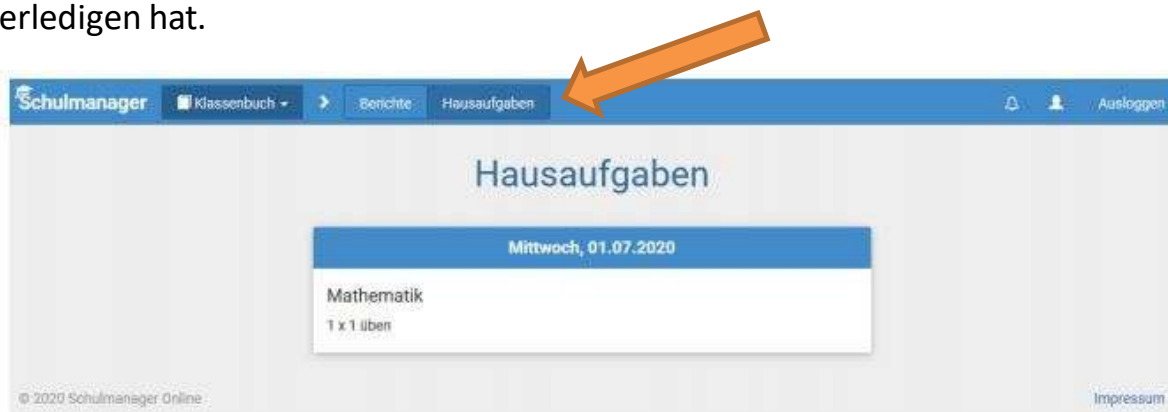 erledigen hat.
Schulmanager Klassenbuch Berichte Hausaufgaben Ausloggen
Hausaufgaben
Mittwoch, 01.07.2020
Mathematik
1 x 1 üben
© 2020 Schulmanager Online Impressum